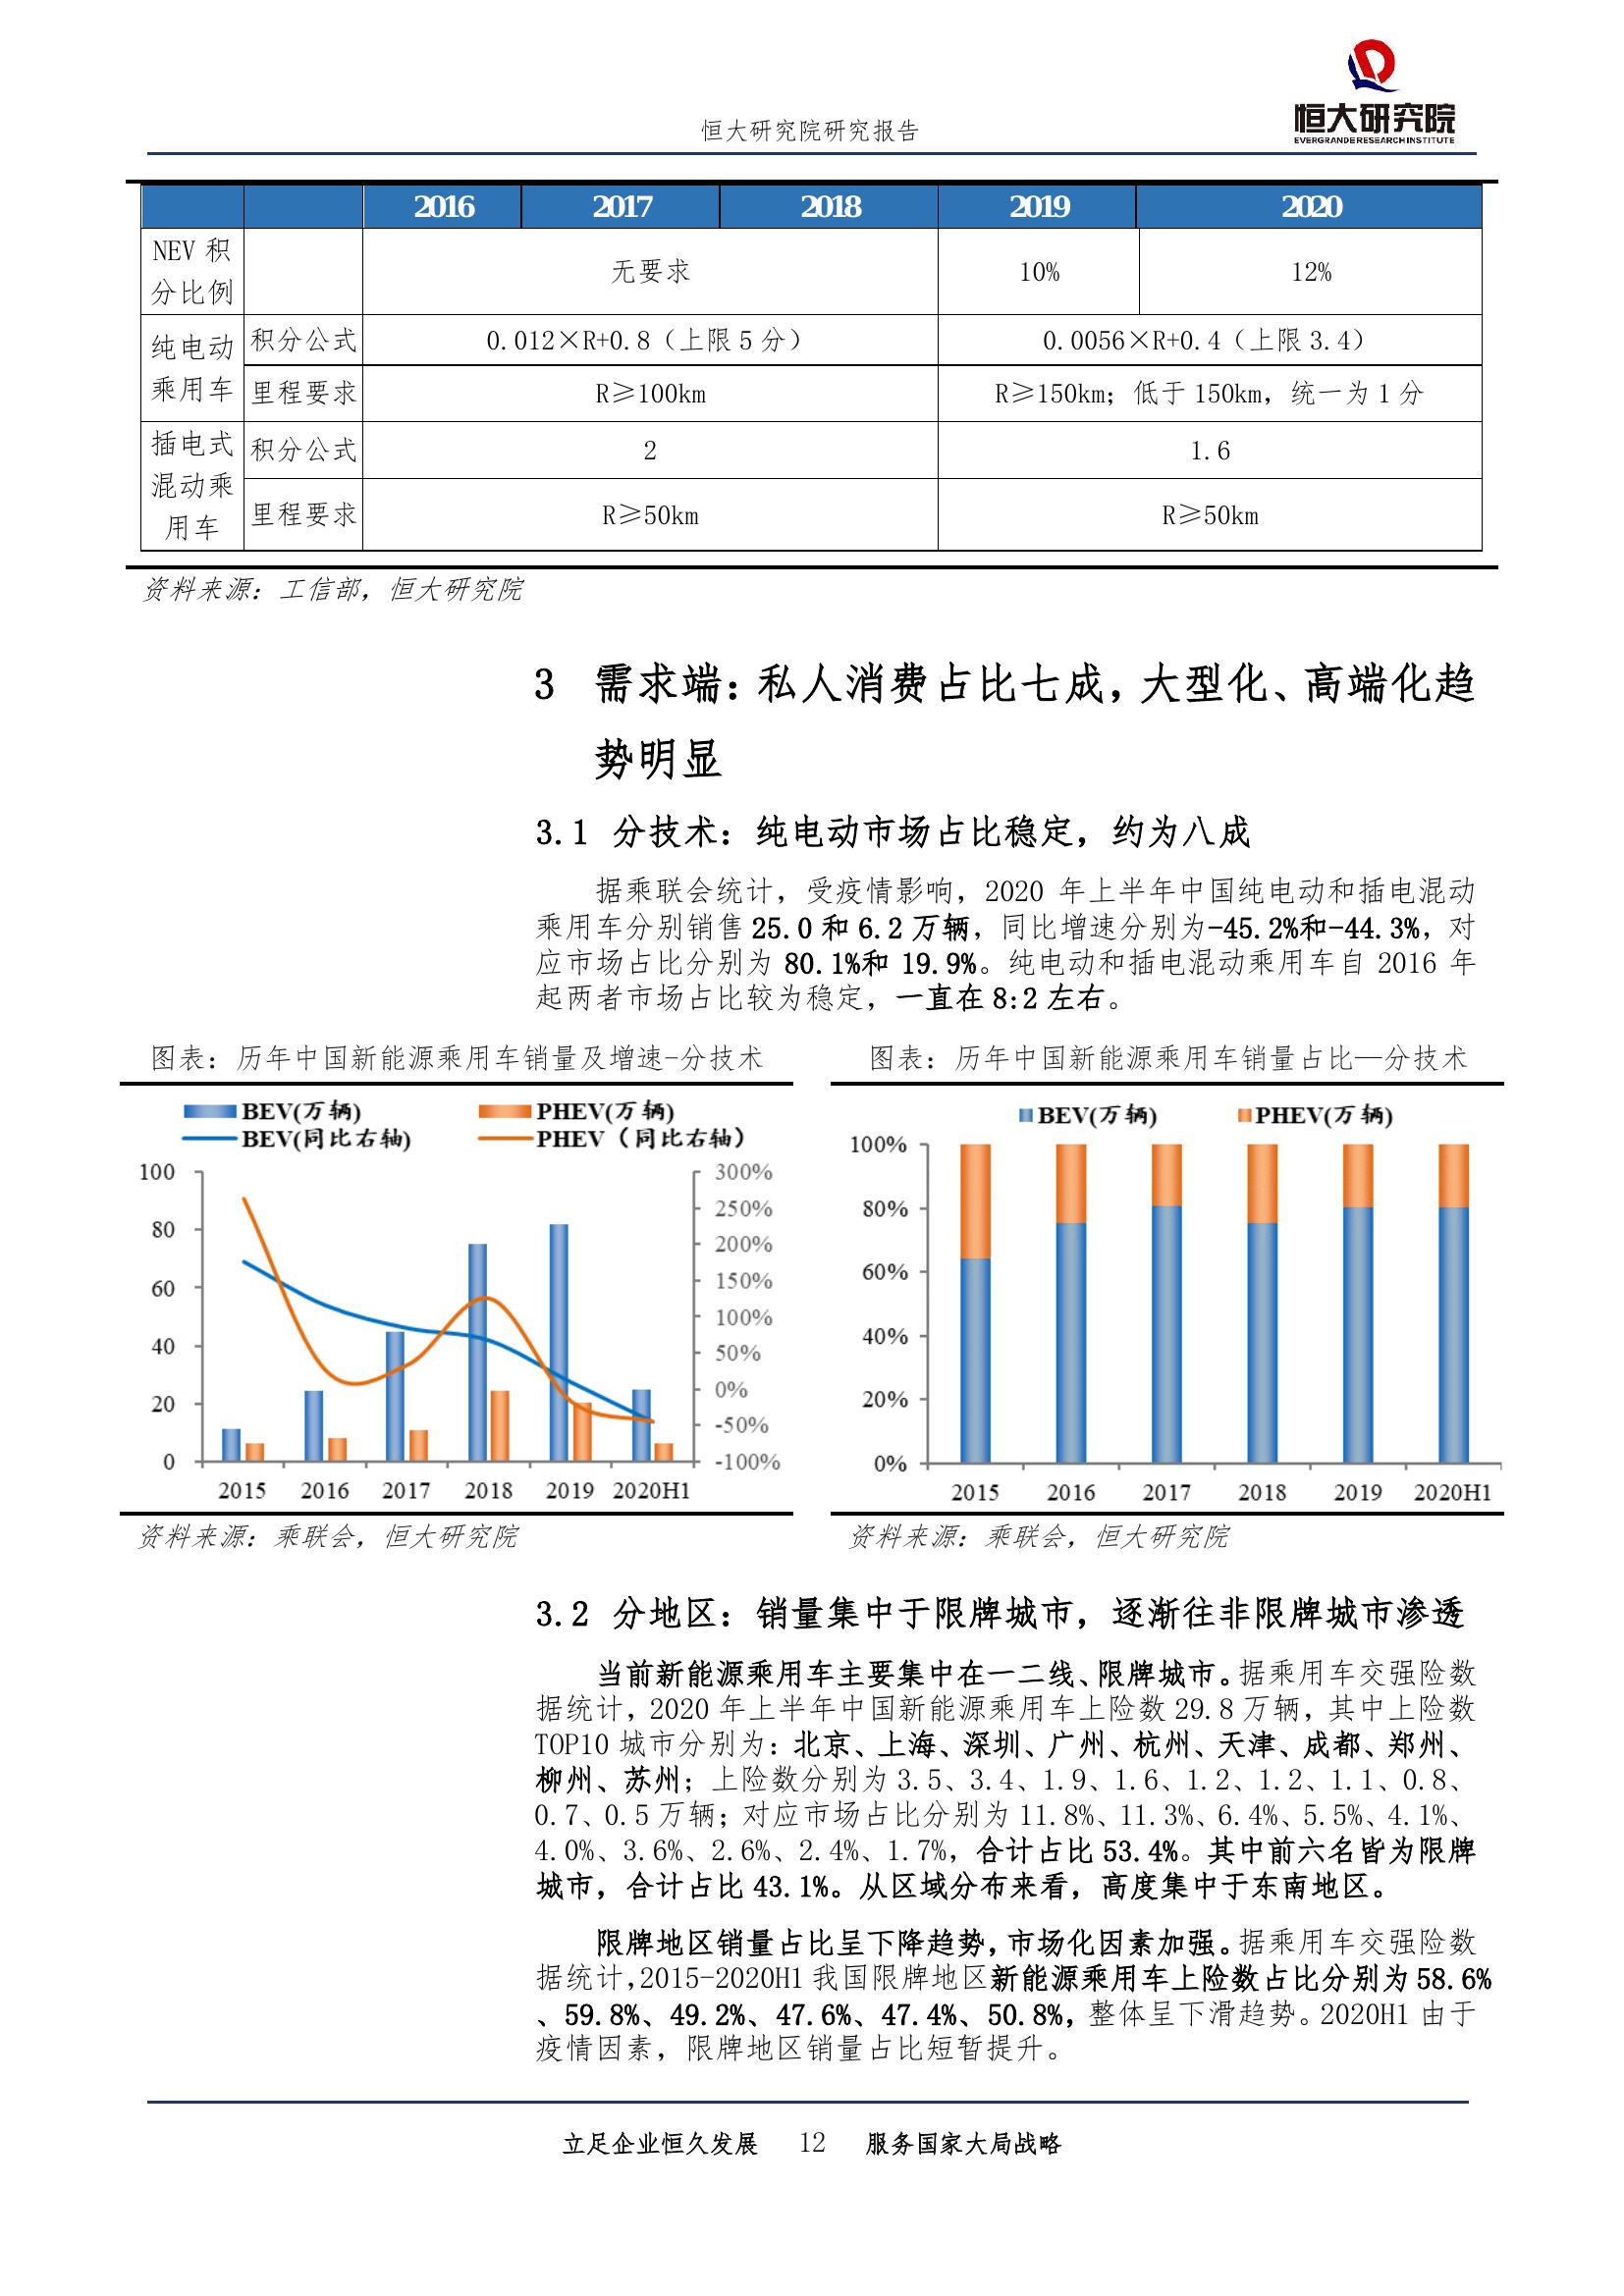 恒大研究院研究报告
恒大研究院
EVERGRANDE RESEARCH INSTITUTE
2016 2017 2018 2019 2020
NEV 积分比例 无要求 10% 12%
纯电动乘用车 积分公式 0.012×R+0.8（上限 5 分） 0.0056×R+0.4（上限 3.4）
里程要求 R≥100km R≥150km；低于 150km，统一为 1 分
插电式混动乘用车 积分公式 2 1.6
里程要求 R≥50km R≥50km
资料来源：工信部，恒大研究院
3 需求端：私人消费占比七成，大型化、高端化趋
势明显
3.1 分技术：纯电动市场占比稳定，约为八成
据乘联会统计，受疫情影响，2020 年上半年中国纯电动和插电混动
乘用车分别销售 25.0 和 6.2 万辆，同比增速分别为-45.2%和-44.3%，对
应市场占比分别为 80.1%和 19.9%。纯电动和插电混动乘用车自 2016 年
起两者市场占比较为稳定，一直在 8:2 左右。
图表：历年中国新能源乘用车销量及增速-分技术
BEV(万辆) PHEV(万辆)
BEV(同比右轴) PHEV（同比右轴）
100 300%
250%
80 200%
60 150%
100%
40 50%
20 0%
-50%
0 -100%
2015 2016 2017 2018 2019 2020H1
资料来源：乘联会，恒大研究院
图表：历年中国新能源乘用车销量占比—分技术
BEV(万辆) PHEV(万辆)
100%
80%
60%
40%
20%
0%
2015 2016 2017 2018 2019 2020H1
资料来源：乘联会，恒大研究院
3.2 分地区：销量集中于限牌城市，逐渐往非限牌城市渗透
当前新能源乘用车主要集中在一二线、限牌城市。据乘用车交强险数
据统计，2020 年上半年中国新能源乘用车上险数 29.8 万辆，其中上险数
TOP10 城市分别为：北京、上海、深圳、广州、杭州、天津、成都、郑州、
柳州、苏州；上险数分别为 3.5、3.4、1.9、1.6、1.2、1.2、1.1、0.8、
0.7、0.5 万辆；对应市场占比分别为 11.8%、11.3%、6.4%、5.5%、4.1%、
4.0%、3.6%、2.6%、2.4%、1.7%，合计占比 53.4%。其中前六名皆为限牌
城市，合计占比 43.1%。从区域分布来看，高度集中于东南地区。
限牌地区销量占比呈下降趋势，市场化因素加强。据乘用车交强险数
据统计，2015-2020H1 我国限牌地区新能源乘用车上险数占比分别为 58.6%
、59.8%、49.2%、47.6%、47.4%、50.8%，整体呈下滑趋势。2020H1 由于
疫情因素，限牌地区销量占比短暂提升。
立足企业恒久发展 12 服务国家大局战略